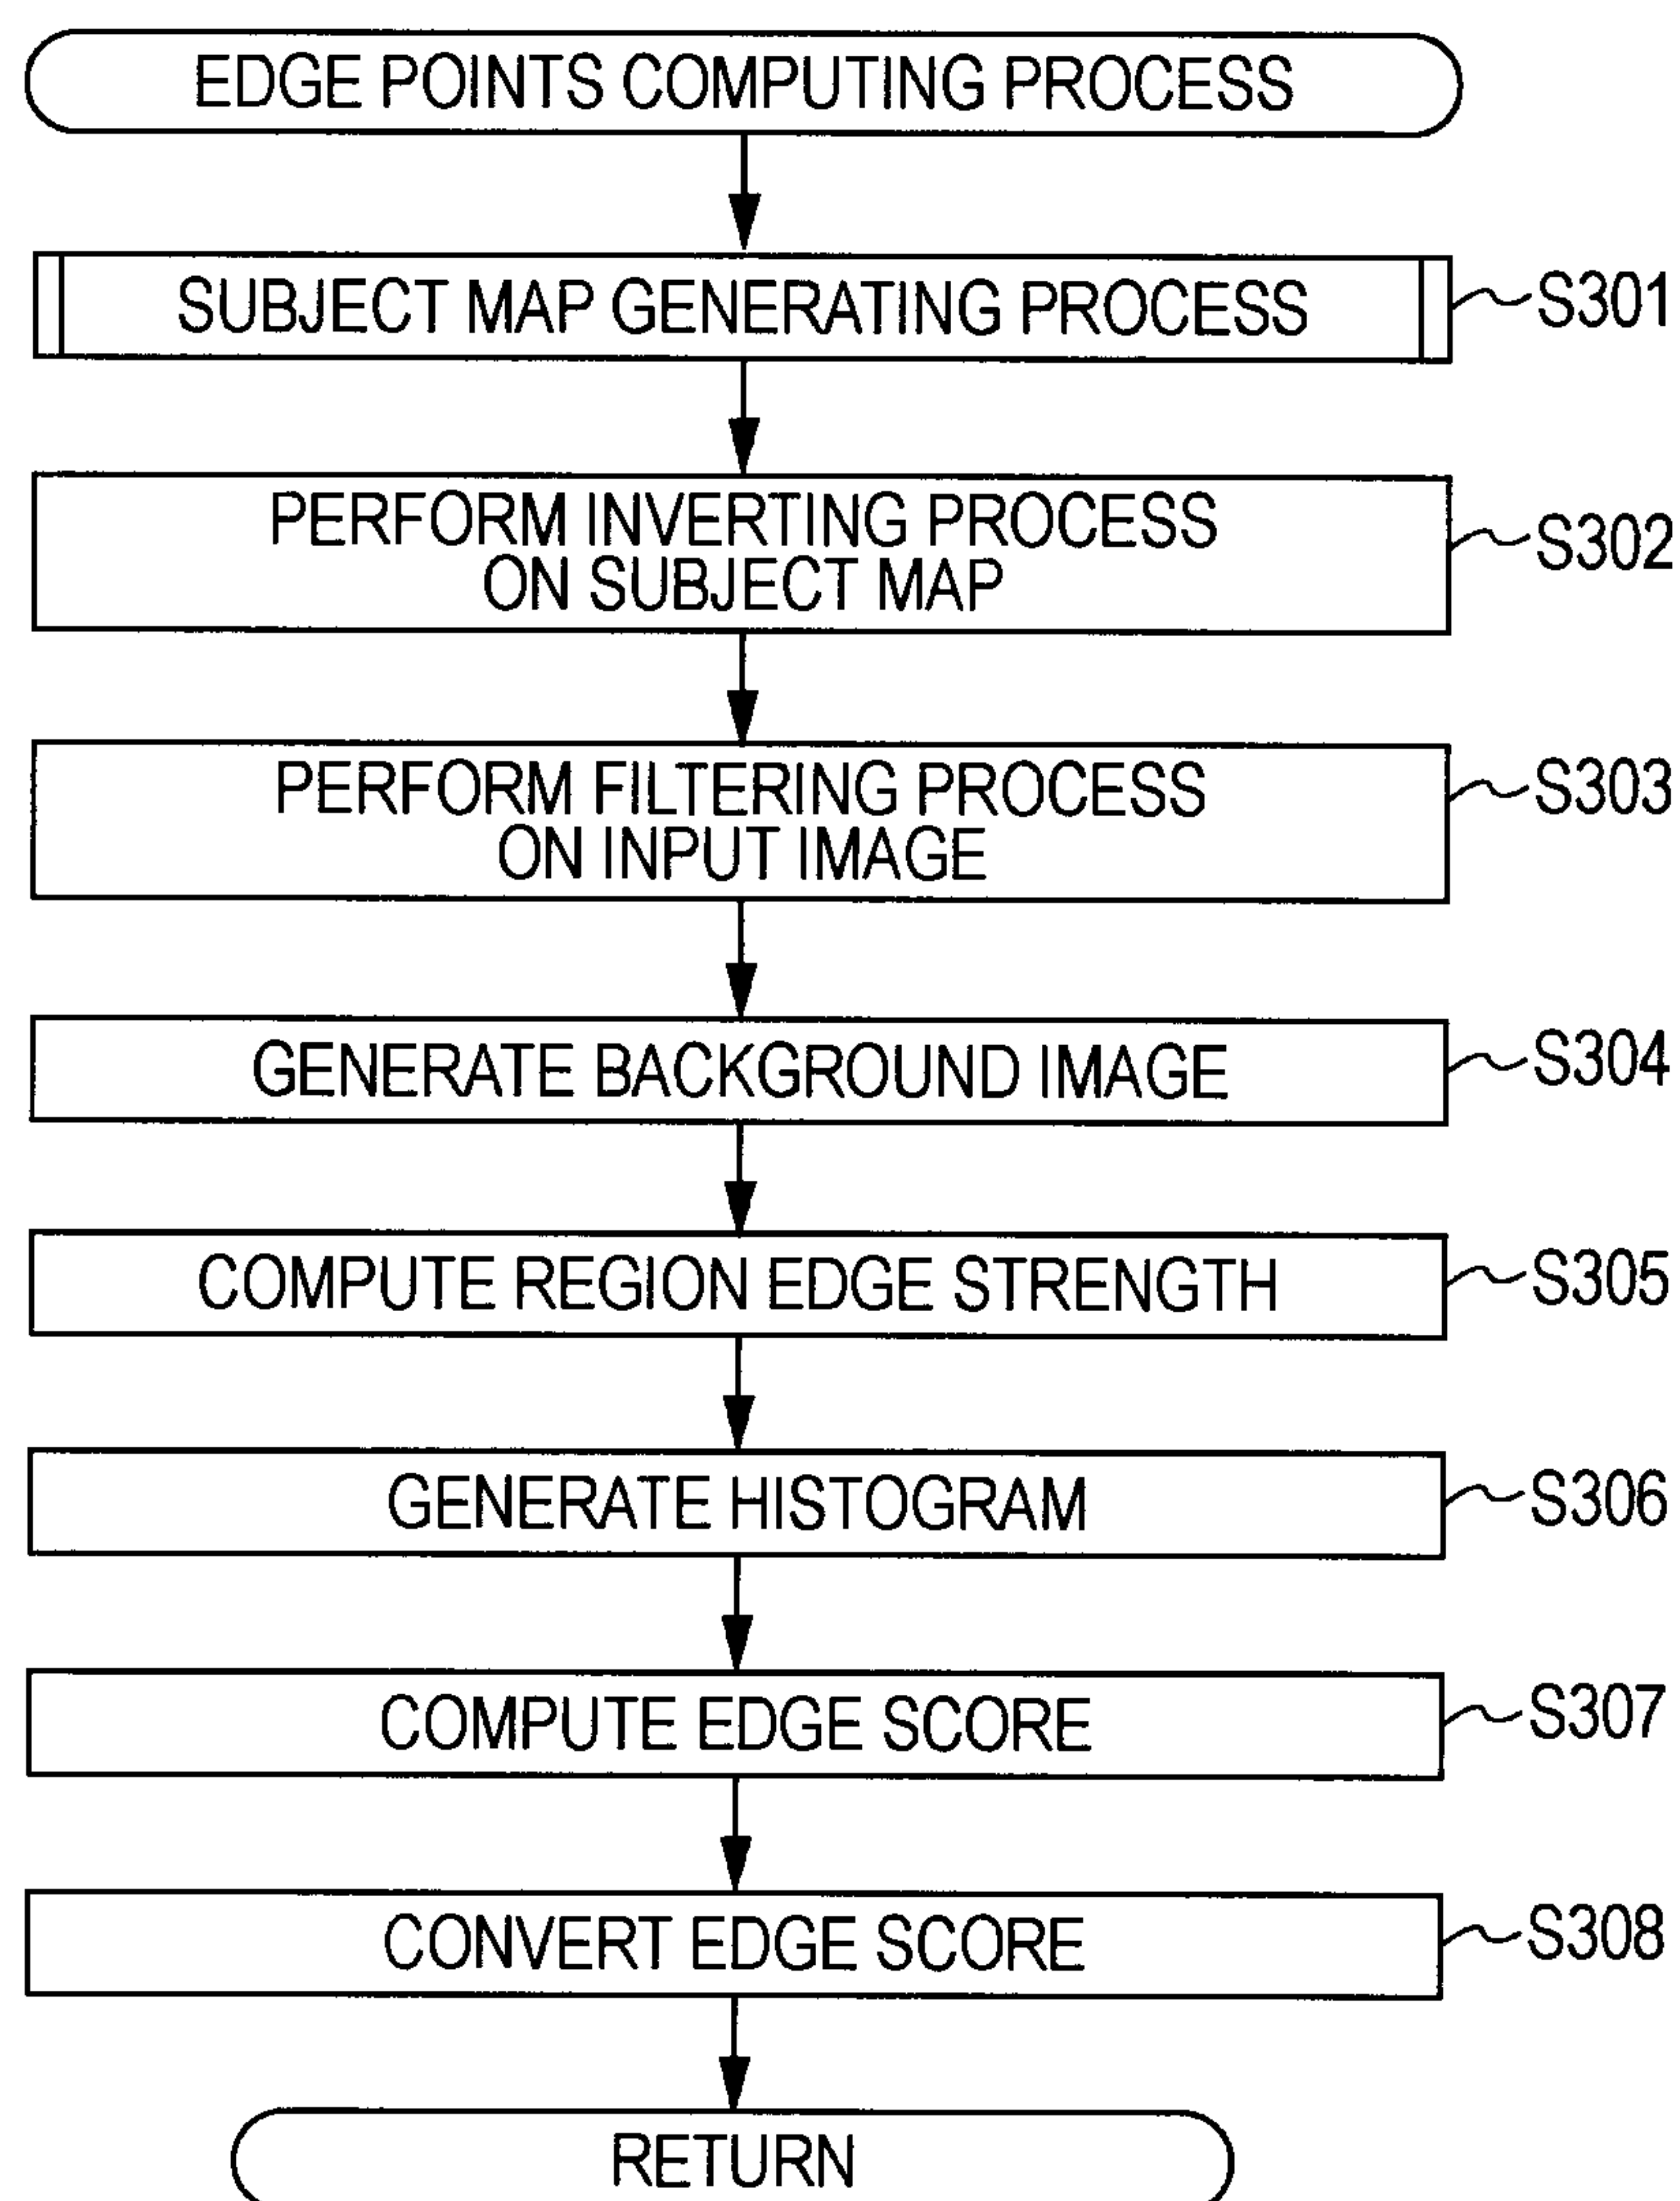 EDGE POINTS COMPUTING PROCESS
SUBJECT MAP GENERATING PROCESS
S301
PERFORM INVERTING PROCESS
ON SUBJECT MAP
S302
PERFORM FILTERING PROCESS
ON INPUT IMAGE
S303
GENERATE BACKGROUND IMAGE
S304
COMPUTE REGION EDGE STRENGTH
S305
GENERATE HISTOGRAM
S306
COMPUTE EDGE SCORE
S307
CONVERT EDGE SCORE
S308
RETURN